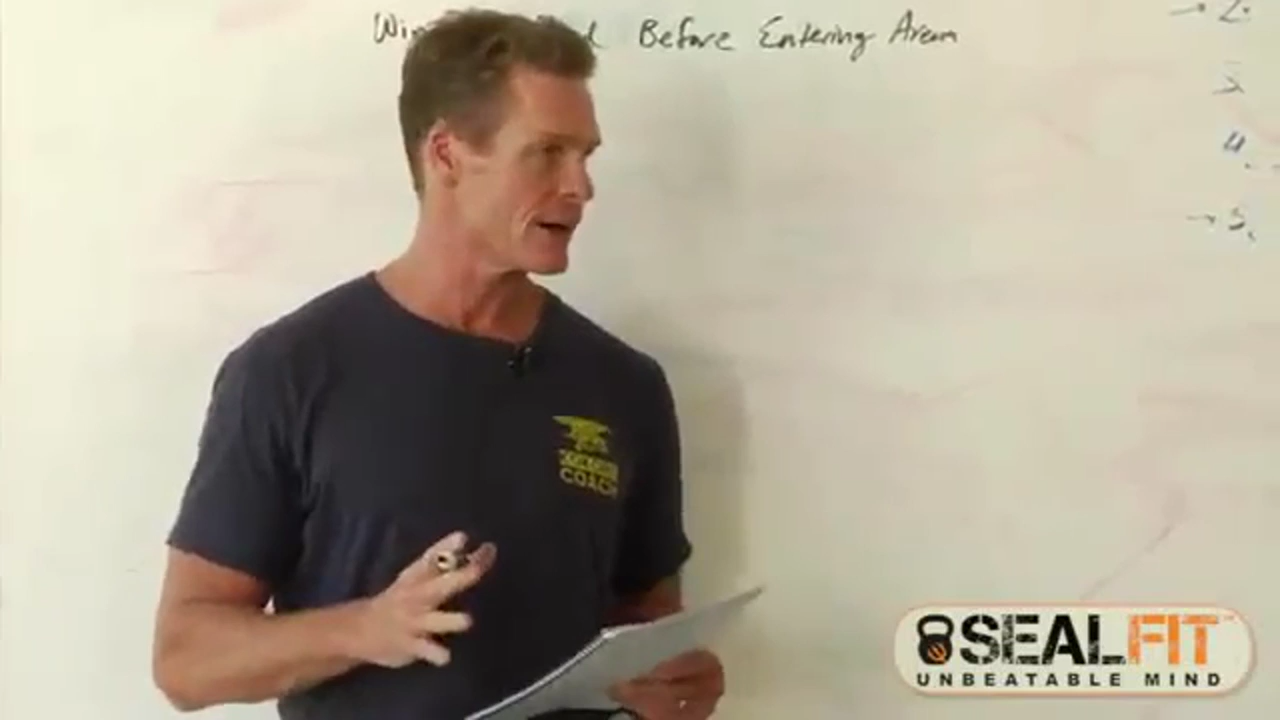 Before Entering Arena
2.
3
4.
5.
COACH
SEALFIT
UNBEATABLE MIND